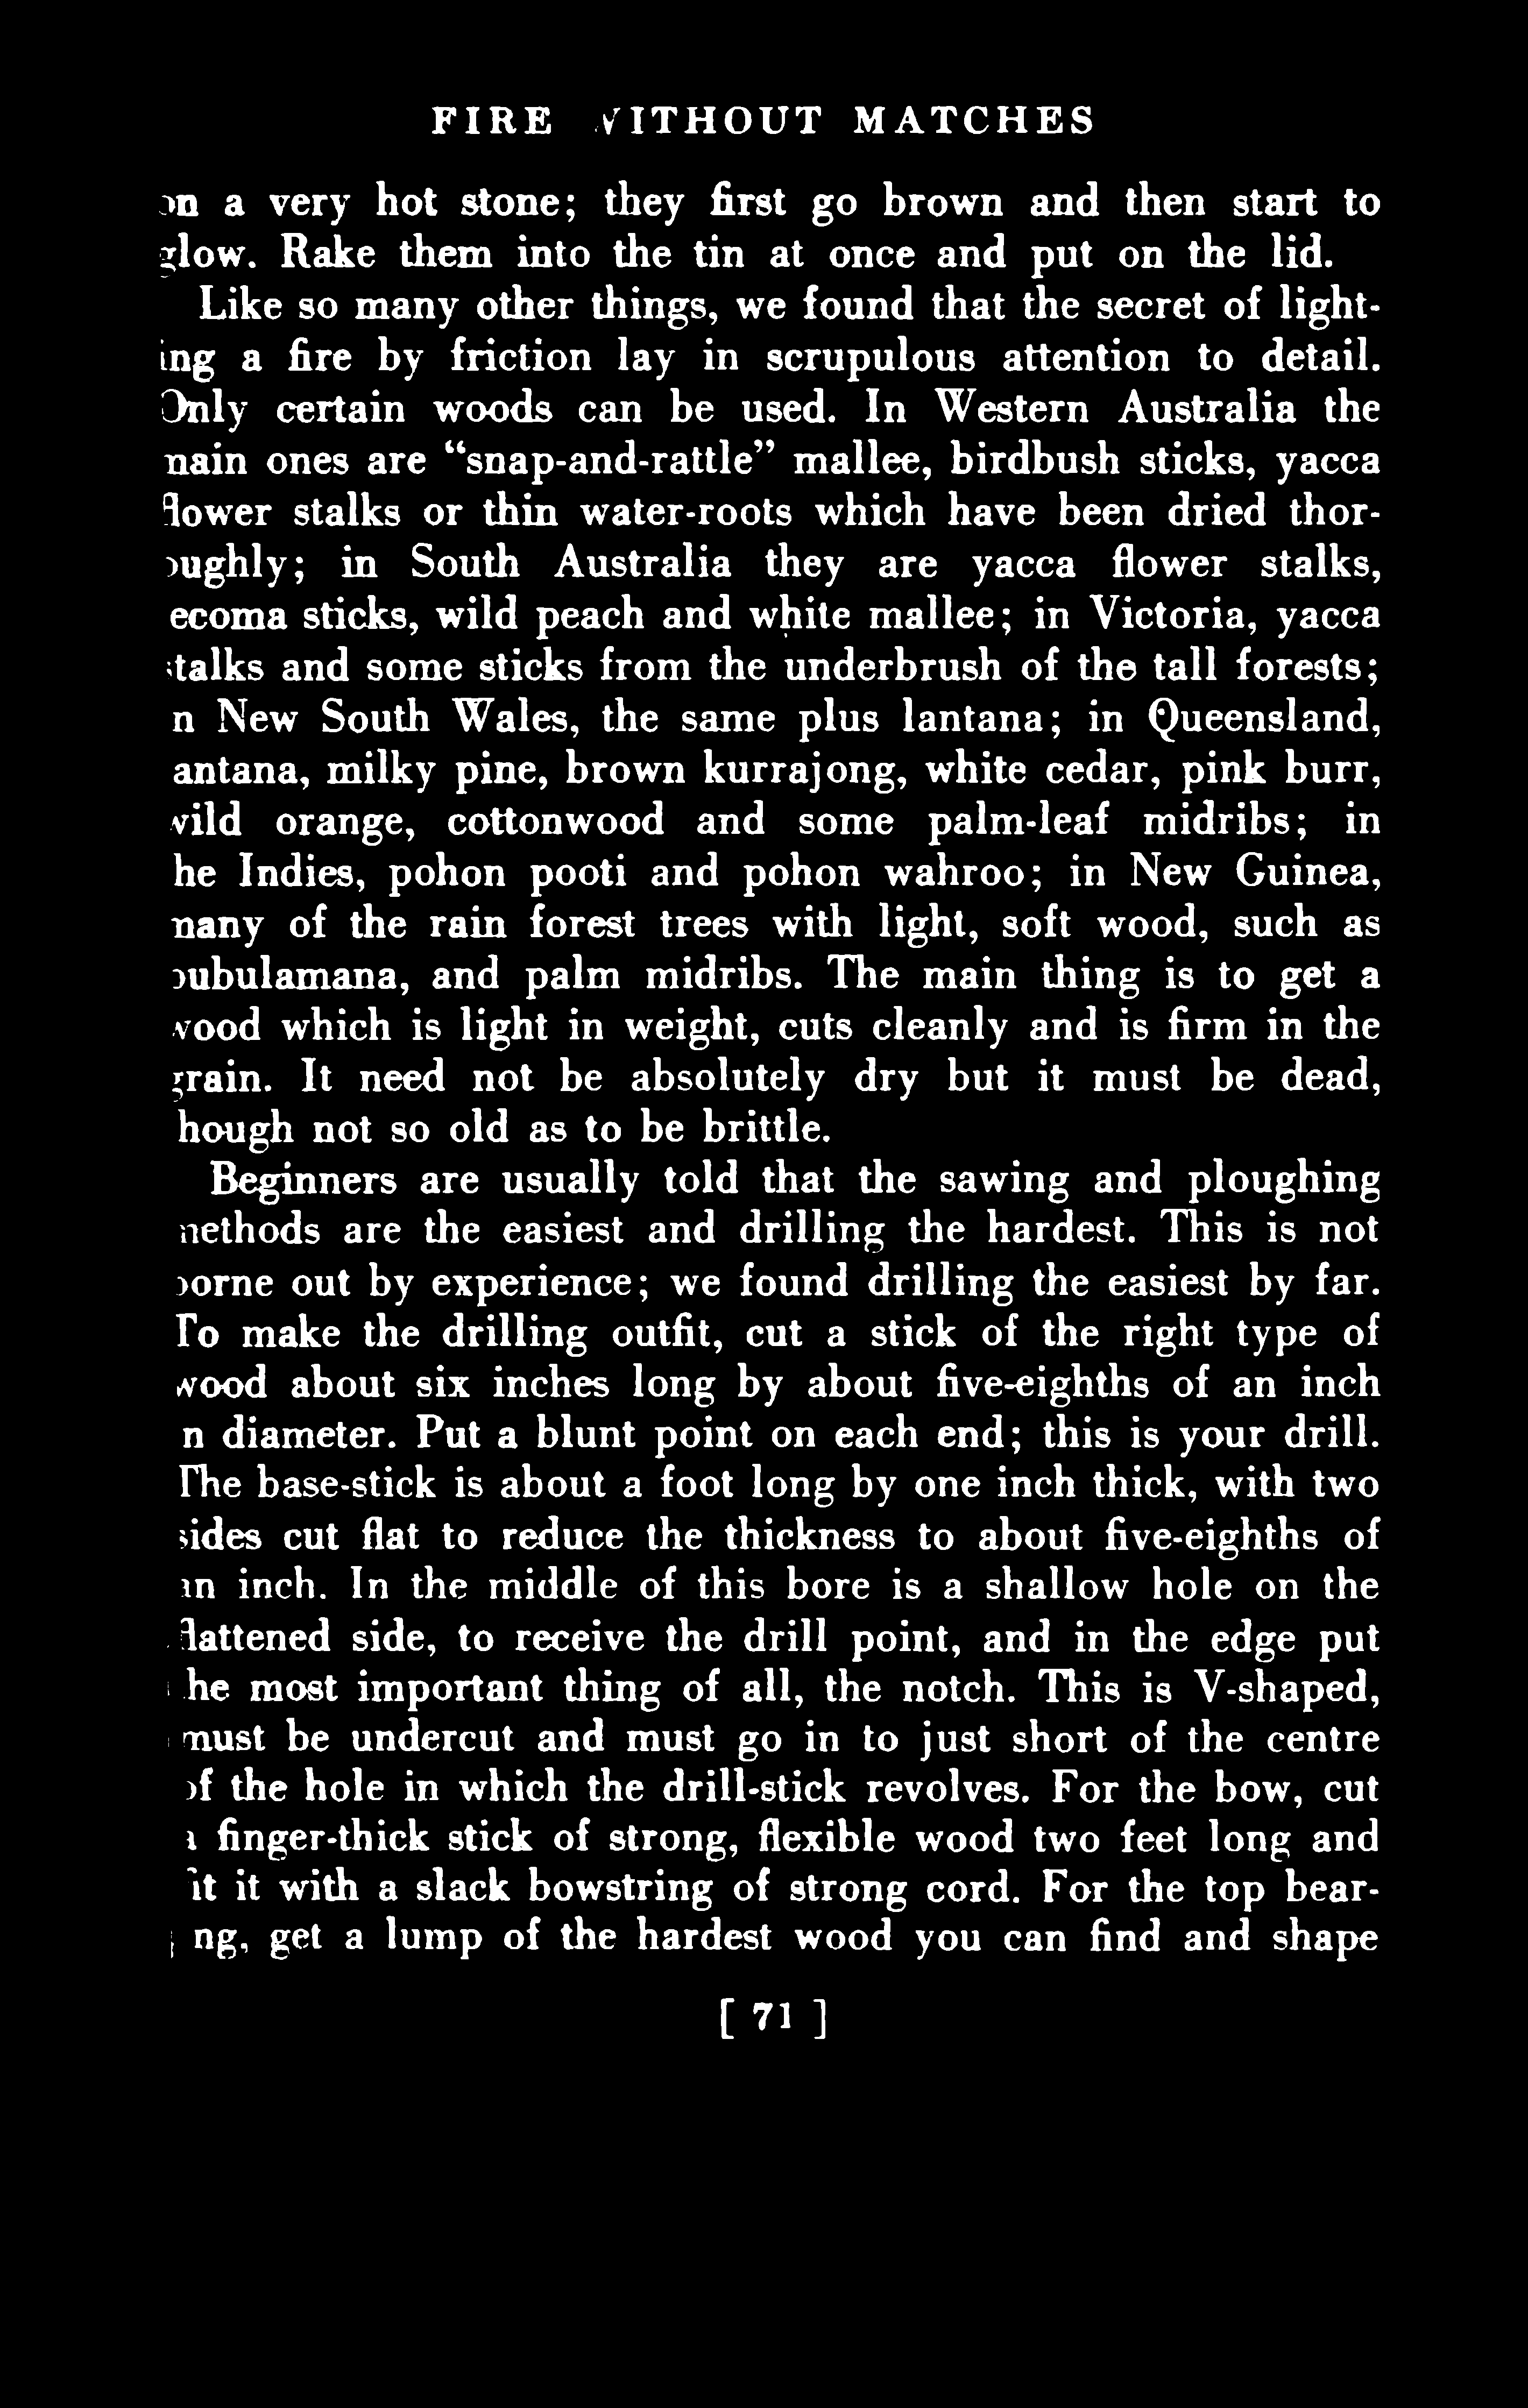 FIRE WITHOUT MATCHES
on a very hot stone; they first go brown and then start to
glow. Rake them into the tin at once and put on the lid.
Like so many other things, we found that the secret of light-
ing a fire by friction lay in scrupulous attention to detail.
Only certain woods can be used. In Western Australia the
main ones are “snap-and-rattle” mallee, birdbush sticks, yacca
flower stalks or thin water-roots which have been dried thor-
oughly; in South Australia they are yacca flower stalks,
ecoma sticks, wild peach and white mallee; in Victoria, yacca
stalks and some sticks from the underbrush of the tall forests;
n New South Wales, the same plus lantana; in Queensland,
antana, milky pine, brown kurrajong, white cedar, pink burr,
wild orange, cottonwood and some palm-leaf midribs; in
he Indies, pohon pooti and pohon wahroo; in New Guinea,
many of the rain forest trees with light, soft wood, such as
and palm midribs. The main thing is to get a
wood which is light in weight, cuts cleanly and is firm in the
grain. It need not be absolutely dry but it must be dead,
hough not so old as to be brittle.
Beginners are usually told that the sawing and ploughing
methods are the easiest and drilling the hardest. This is not
borne out by experience; we found drilling the easiest by far.
To make the drilling outfit, cut a stick of the right type of
wood about six inches long by about five-eighths of an inch
n diameter. Put a blunt point on each end; this is your drill.
The base-stick is about a foot long by one inch thick, with two
sides cut flat to reduce the thickness to about five-eighths of
an inch. In the middle of this bore is a shallow hole on the
flattened side, to receive the drill point, and in the edge put
he most important thing of all, the notch. This is V-shaped,
must be undercut and must go in to just short of the centre
of the hole in which the drill-stick revolves. For the bow, cut
a finger-thick stick of strong, flexible wood two feet long and
fit it with a slack bowstring of strong cord. For the top bear-
ng, get a lump of the hardest wood you can find and shape
[ 71 ]